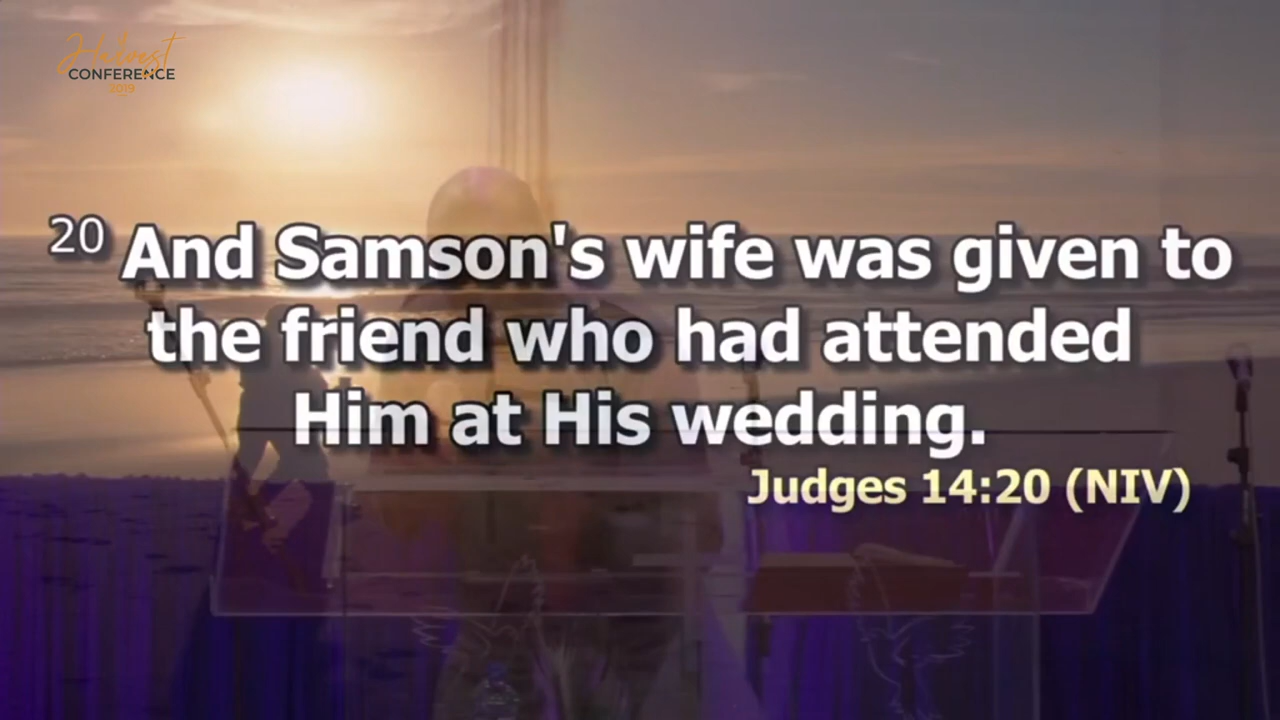 CONFERENCE
2019
20 And Samson's wife was given to
the friend who had attended
Him at His wedding.
Judges 14:20 (NIV)